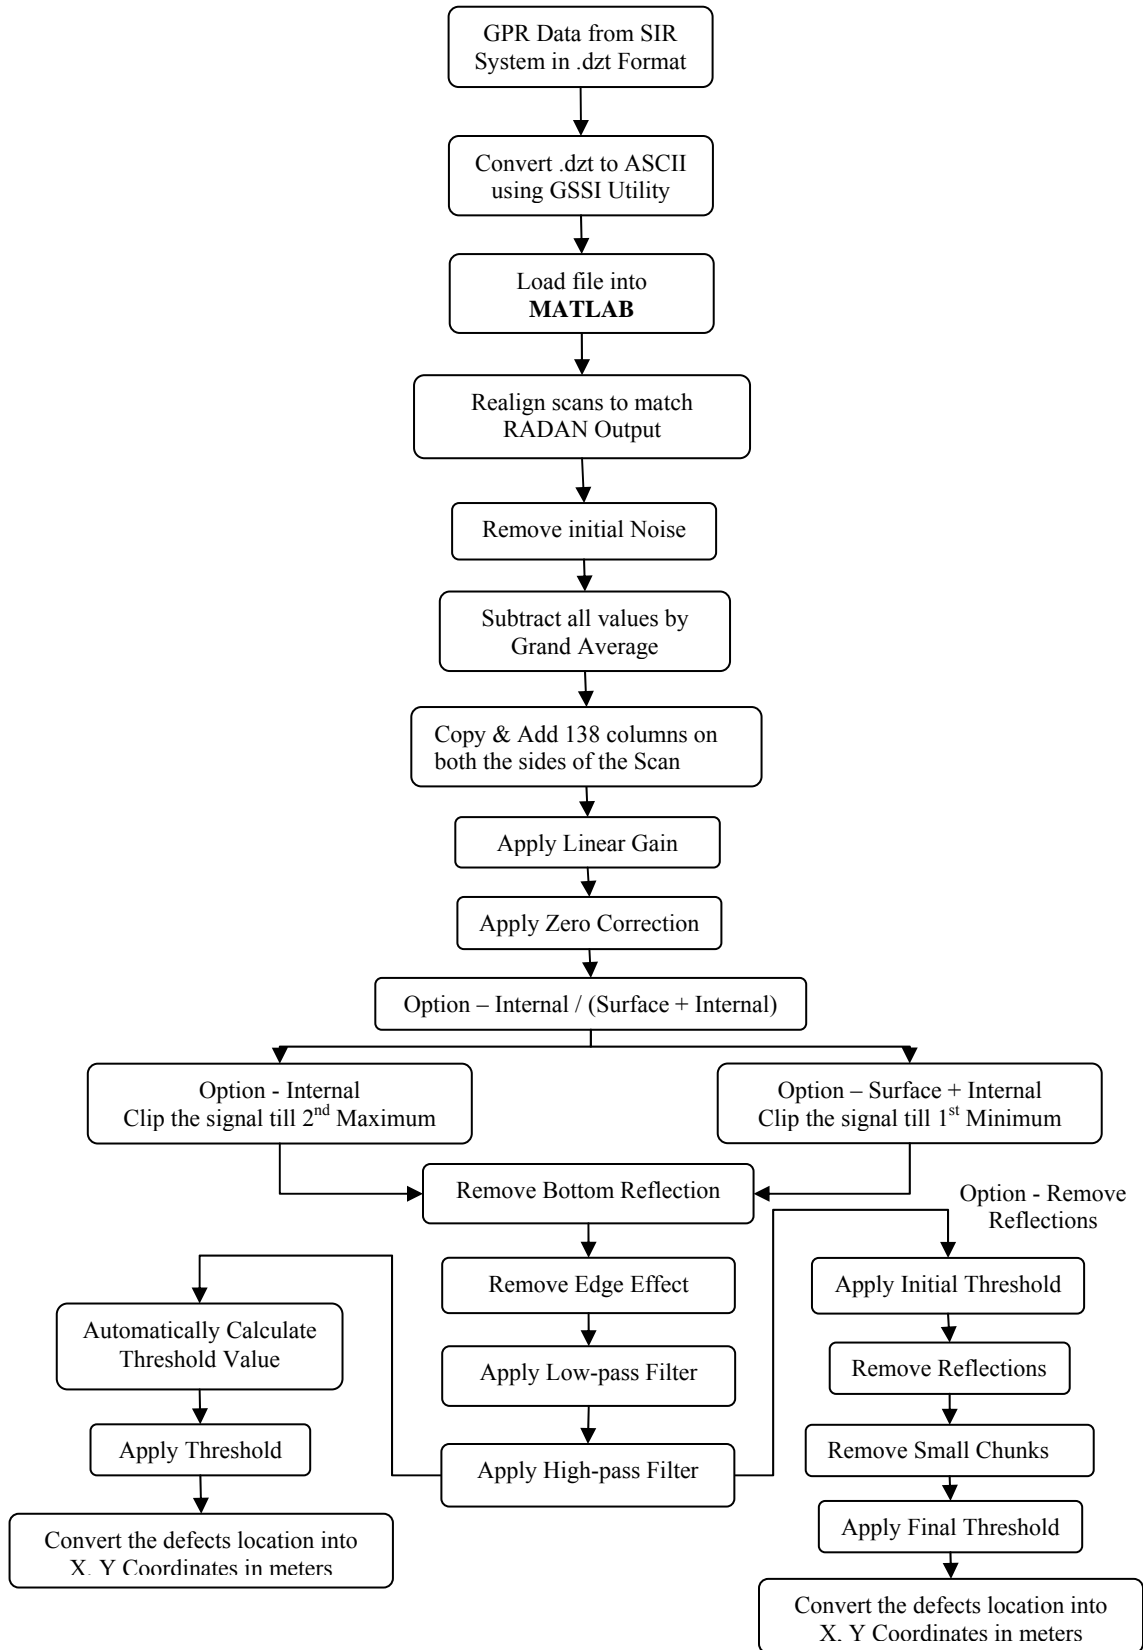 GPR Data from SIR
System in .dzt Format
Convert .dzt to ASCII
using GSSI Utility
Load file into
MATLAB
Realign scans to match
RADAN Output
Remove initial Noise
Subtract all values by
Grand Average
Copy & Add 138 columns on
both the sides of the Scan
Apply Linear Gain
Apply Zero Correction
Option – Internal / (Surface + Internal)
Option - Internal
Clip the signal till 2nd Maximum
Option – Surface + Internal
Clip the signal till 1st Minimum
Remove Bottom Reflection
Option - Remove
Reflections
Remove Edge Effect
Apply Low-pass Filter
Apply High-pass Filter
Automatically Calculate
Threshold Value
Apply Threshold
Convert the defects location into
X, Y Coordinates in meters
Apply Initial Threshold
Remove Reflections
Remove Small Chunks
Apply Final Threshold
Convert the defects location into
X, Y Coordinates in meters